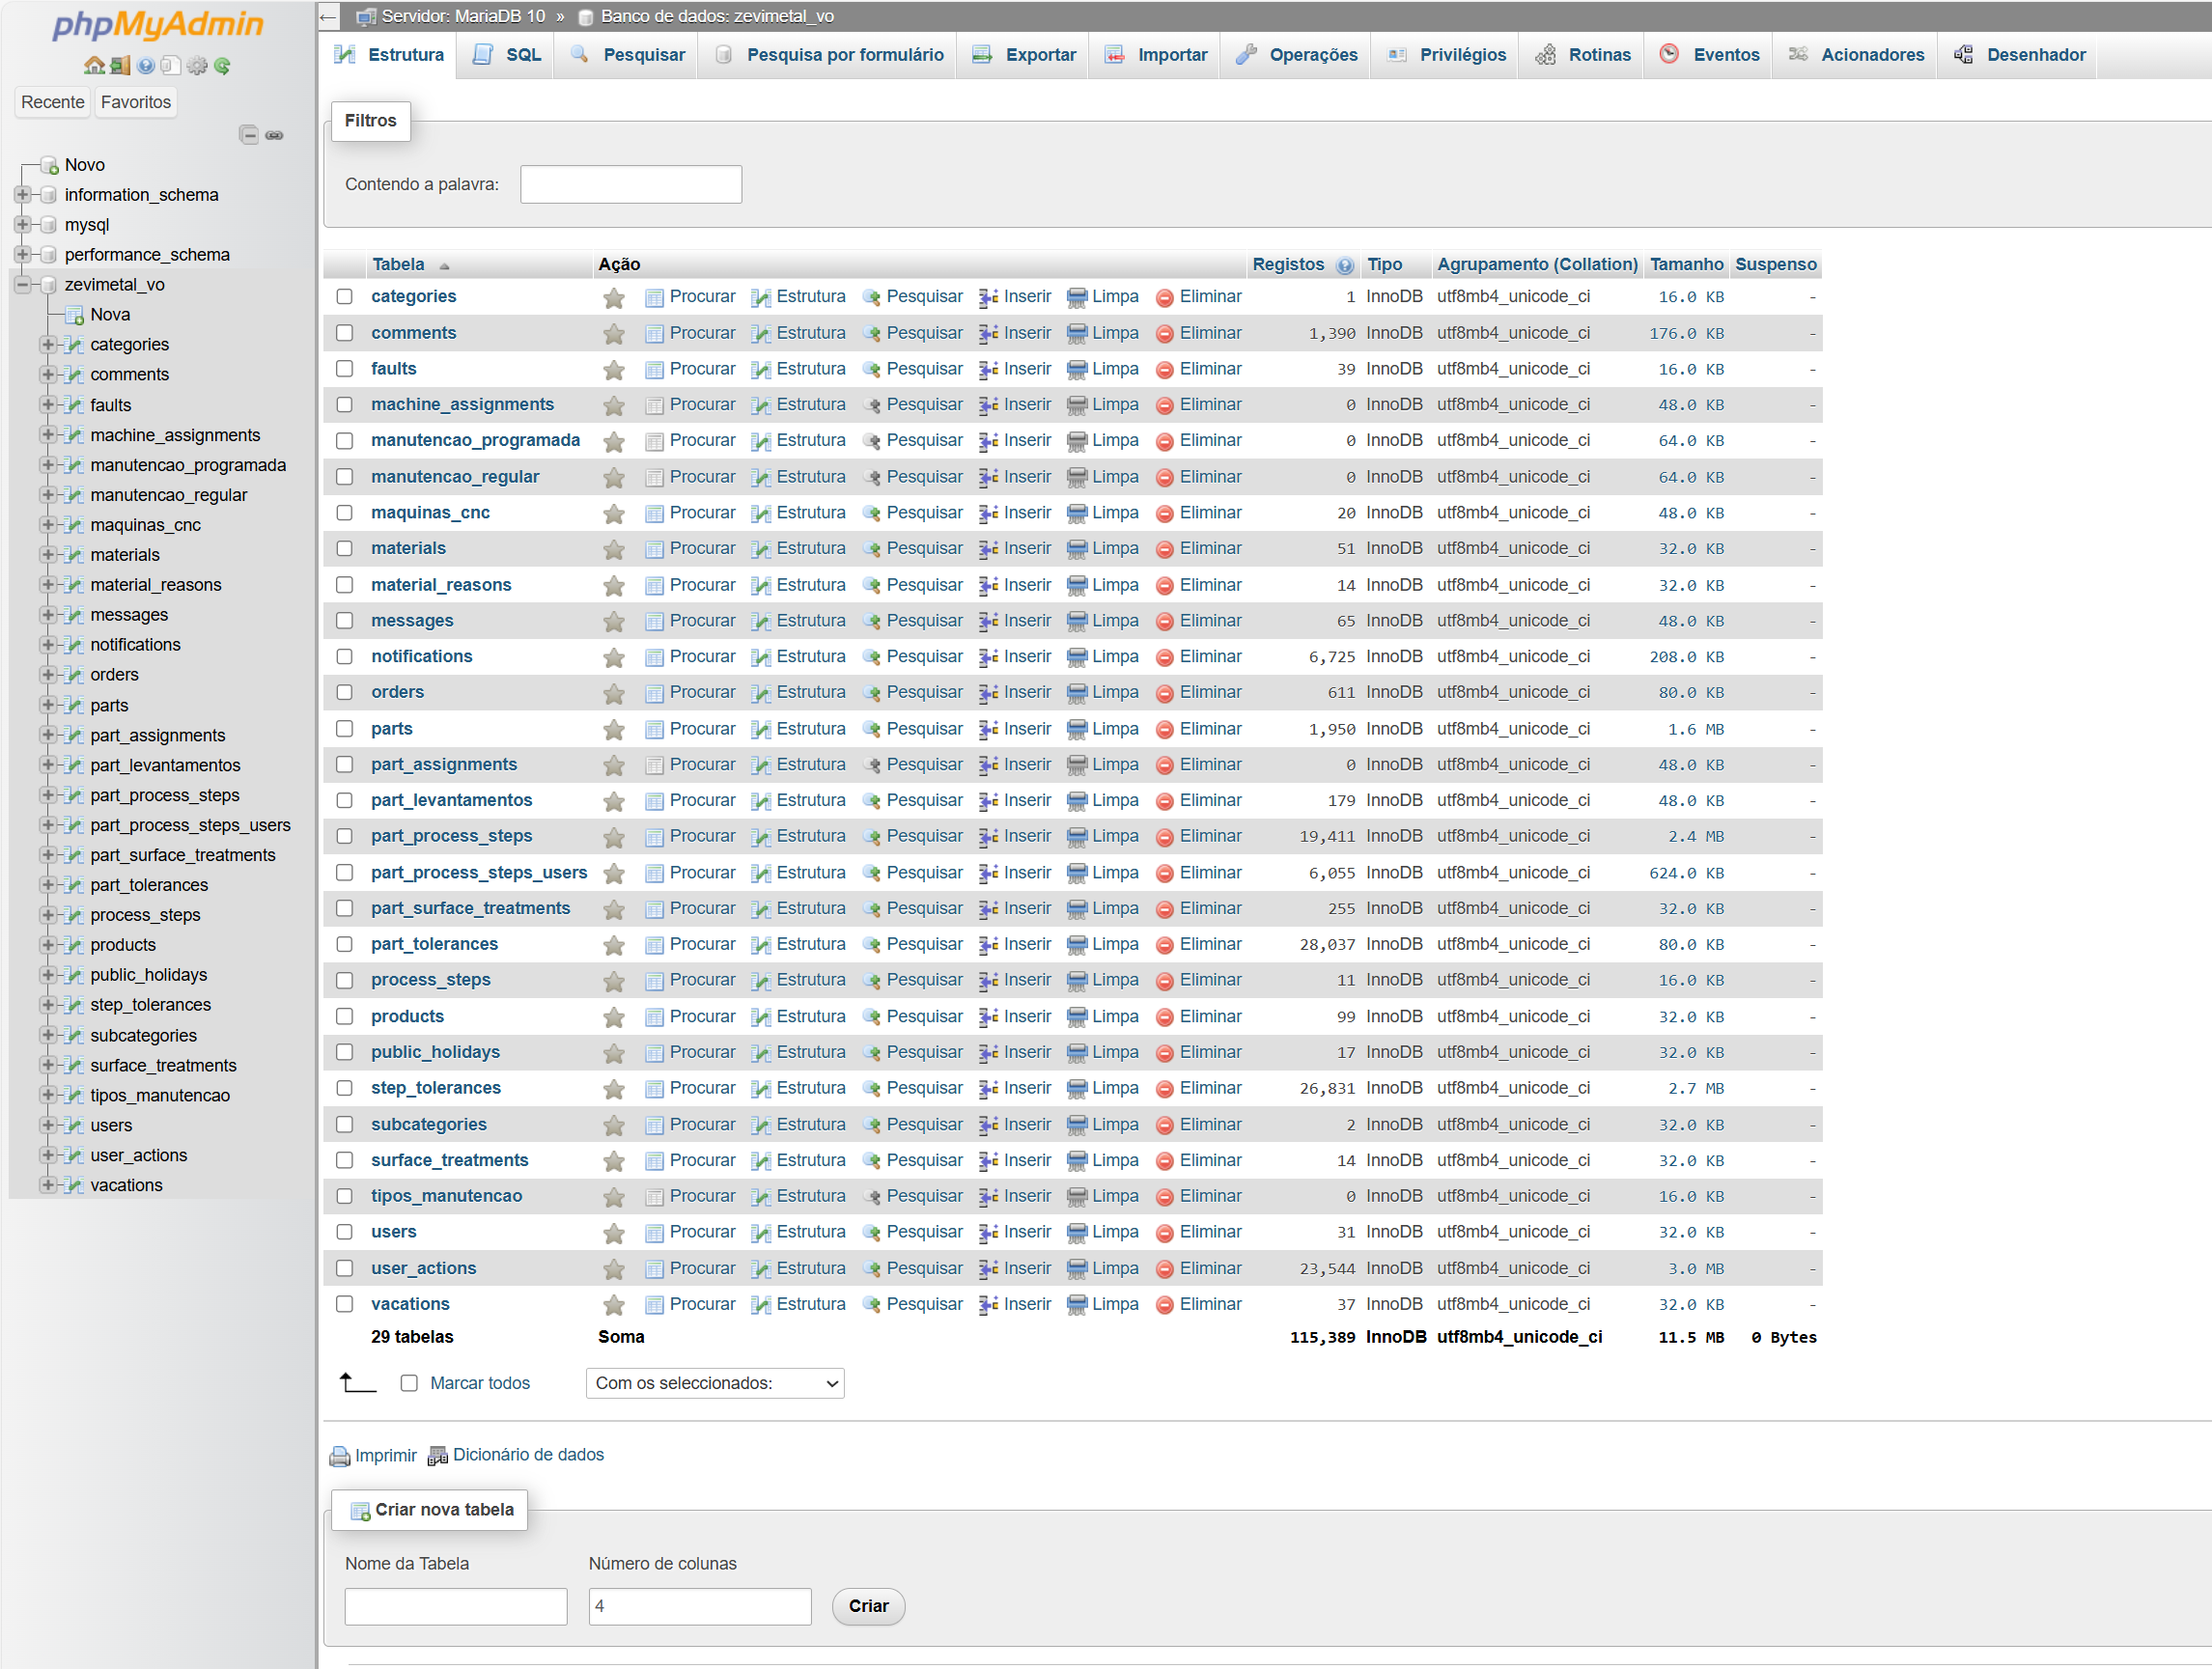 phpMyAdmin
Recente Favoritos
Novo
information_schema
mysql
performance_schema
zevimetal_vo
Nova
categories
comments
faults
machine_assignments
manutencao_programada
manutencao_regular
maquinas_cnc
materials
material_reasons
messages
notifications
orders
parts
part_assignments
part_levantamentos
part_process_steps
part_process_steps_users
part_surface_treatments
part_tolerances
process_steps
products
public_holidays
step_tolerances
subcategories
surface_treatments
tipos_manutencao
users
user_actions
vacations
Servidor: MariaDB 10 » Banco de dados: zevimetal_vo
Estrutura SQL Pesquisar Pesquisa por formulário Exportar Importar Operações Privilégios Rotinas Eventos Acionadores Desenhador
Filtros
Contendo a palavra:
Tabela Ação Registos Tipo Agrupamento (Collation) Tamanho Suspenso
categories Procurar Estrutura Pesquisar Inserir Limpa Eliminar 1 InnoDB utf8mb4_unicode_ci 16.0 KB -
comments Procurar Estrutura Pesquisar Inserir Limpa Eliminar 1,390 InnoDB utf8mb4_unicode_ci 176.0 KB -
faults Procurar Estrutura Pesquisar Inserir Limpa Eliminar 39 InnoDB utf8mb4_unicode_ci 16.0 KB -
machine_assignments Procurar Estrutura Pesquisar Inserir Limpa Eliminar 0 InnoDB utf8mb4_unicode_ci 48.0 KB -
manutencao_programada Procurar Estrutura Pesquisar Inserir Limpa Eliminar 0 InnoDB utf8mb4_unicode_ci 64.0 KB -
manutencao_regular Procurar Estrutura Pesquisar Inserir Limpa Eliminar 0 InnoDB utf8mb4_unicode_ci 64.0 KB -
maquinas_cnc Procurar Estrutura Pesquisar Inserir Limpa Eliminar 20 InnoDB utf8mb4_unicode_ci 48.0 KB -
materials Procurar Estrutura Pesquisar Inserir Limpa Eliminar 51 InnoDB utf8mb4_unicode_ci 32.0 KB -
material_reasons Procurar Estrutura Pesquisar Inserir Limpa Eliminar 14 InnoDB utf8mb4_unicode_ci 32.0 KB -
messages Procurar Estrutura Pesquisar Inserir Limpa Eliminar 65 InnoDB utf8mb4_unicode_ci 48.0 KB -
notifications Procurar Estrutura Pesquisar Inserir Limpa Eliminar 6,725 InnoDB utf8mb4_unicode_ci 208.0 KB -
orders Procurar Estrutura Pesquisar Inserir Limpa Eliminar 611 InnoDB utf8mb4_unicode_ci 80.0 KB -
parts Procurar Estrutura Pesquisar Inserir Limpa Eliminar 1,950 InnoDB utf8mb4_unicode_ci 1.6 MB -
part_assignments Procurar Estrutura Pesquisar Inserir Limpa Eliminar 0 InnoDB utf8mb4_unicode_ci 48.0 KB -
part_levantamentos Procurar Estrutura Pesquisar Inserir Limpa Eliminar 179 InnoDB utf8mb4_unicode_ci 48.0 KB -
part_process_steps Procurar Estrutura Pesquisar Inserir Limpa Eliminar 19,411 InnoDB utf8mb4_unicode_ci 2.4 MB -
part_process_steps_users Procurar Estrutura Pesquisar Inserir Limpa Eliminar 6,055 InnoDB utf8mb4_unicode_ci 624.0 KB -
part_surface_treatments Procurar Estrutura Pesquisar Inserir Limpa Eliminar 255 InnoDB utf8mb4_unicode_ci 32.0 KB -
part_tolerances Procurar Estrutura Pesquisar Inserir Limpa Eliminar 28,037 InnoDB utf8mb4_unicode_ci 80.0 KB -
process_steps Procurar Estrutura Pesquisar Inserir Limpa Eliminar 11 InnoDB utf8mb4_unicode_ci 16.0 KB -
products Procurar Estrutura Pesquisar Inserir Limpa Eliminar 99 InnoDB utf8mb4_unicode_ci 32.0 KB -
public_holidays Procurar Estrutura Pesquisar Inserir Limpa Eliminar 17 InnoDB utf8mb4_unicode_ci 32.0 KB -
step_tolerances Procurar Estrutura Pesquisar Inserir Limpa Eliminar 26,831 InnoDB utf8mb4_unicode_ci 2.7 MB -
subcategories Procurar Estrutura Pesquisar Inserir Limpa Eliminar 2 InnoDB utf8mb4_unicode_ci 32.0 KB -
surface_treatments Procurar Estrutura Pesquisar Inserir Limpa Eliminar 14 InnoDB utf8mb4_unicode_ci 32.0 KB -
tipos_manutencao Procurar Estrutura Pesquisar Inserir Limpa Eliminar 0 InnoDB utf8mb4_unicode_ci 16.0 KB -
users Procurar Estrutura Pesquisar Inserir Limpa Eliminar 31 InnoDB utf8mb4_unicode_ci 32.0 KB -
user_actions Procurar Estrutura Pesquisar Inserir Limpa Eliminar 23,544 InnoDB utf8mb4_unicode_ci 3.0 MB -
vacations Procurar Estrutura Pesquisar Inserir Limpa Eliminar 37 InnoDB utf8mb4_unicode_ci 32.0 KB -
29 tabelas Soma 115,389 InnoDB utf8mb4_unicode_ci 11.5 MB 0 Bytes
Marcar todos Com os seleccionados:
Imprimir Dicionário de dados
Criar nova tabela
Nome da Tabela Número de colunas
4 Criar